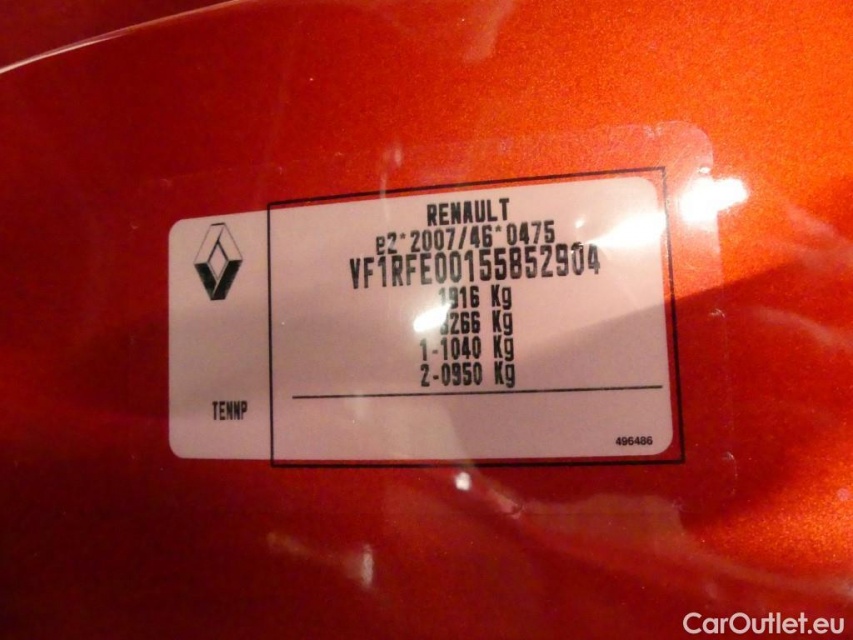 RENAULT
e2*2007/46*0475
VF1RFE00155852904
1916 Kg
3266 Kg
1-1040 Kg
2-0950 Kg
TENNP
496486
CarOutlet.eu